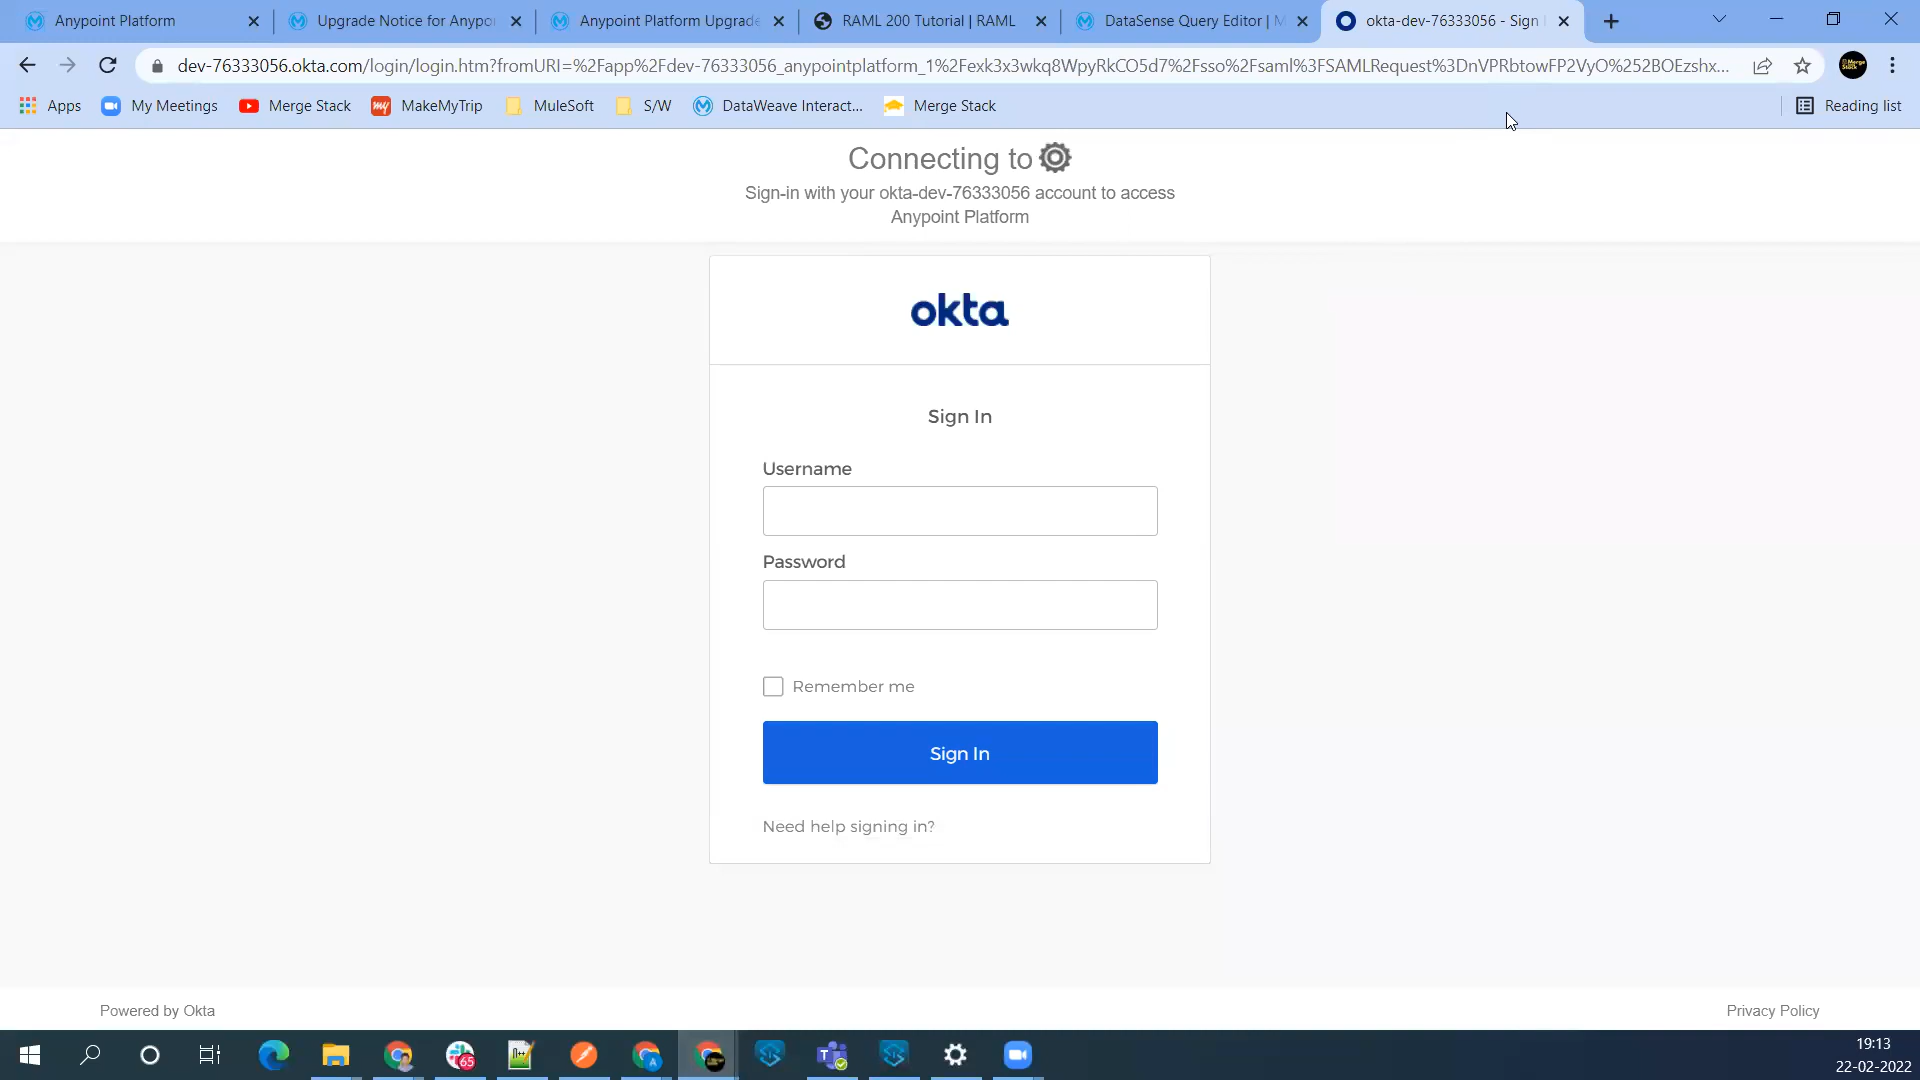 Anypoint Platform
Upgrade Notice for Anypoi
Anypoint Platform Upgrade
RAML 200 Tutorial | RAML
DataSense Query Editor | M
okta-dev-76333056 - Sign I
dev-76333056.okta.com/login/login.htm?fromURI=%2Fapp%2Fdev-76333056_anypointplatform_1%2Fexk3x3wkq8WpyRkCO5d7%2Fsso%2Fsaml%3FSAMLRequest%3DnVPRbtowFP2VyO%252BOEzshx...
Apps
My Meetings
Merge Stack
MakeMyTrip
MuleSoft
S/W
DataWeave Interact...
Merge Stack
Reading list
Connecting to
Sign-in with your okta-dev-76333056 account to access
Anypoint Platform
okta
Sign In
Username
Password
Remember me
Sign In
Need help signing in?
Powered by Okta
Privacy Policy
65
19:13
22-02-2022